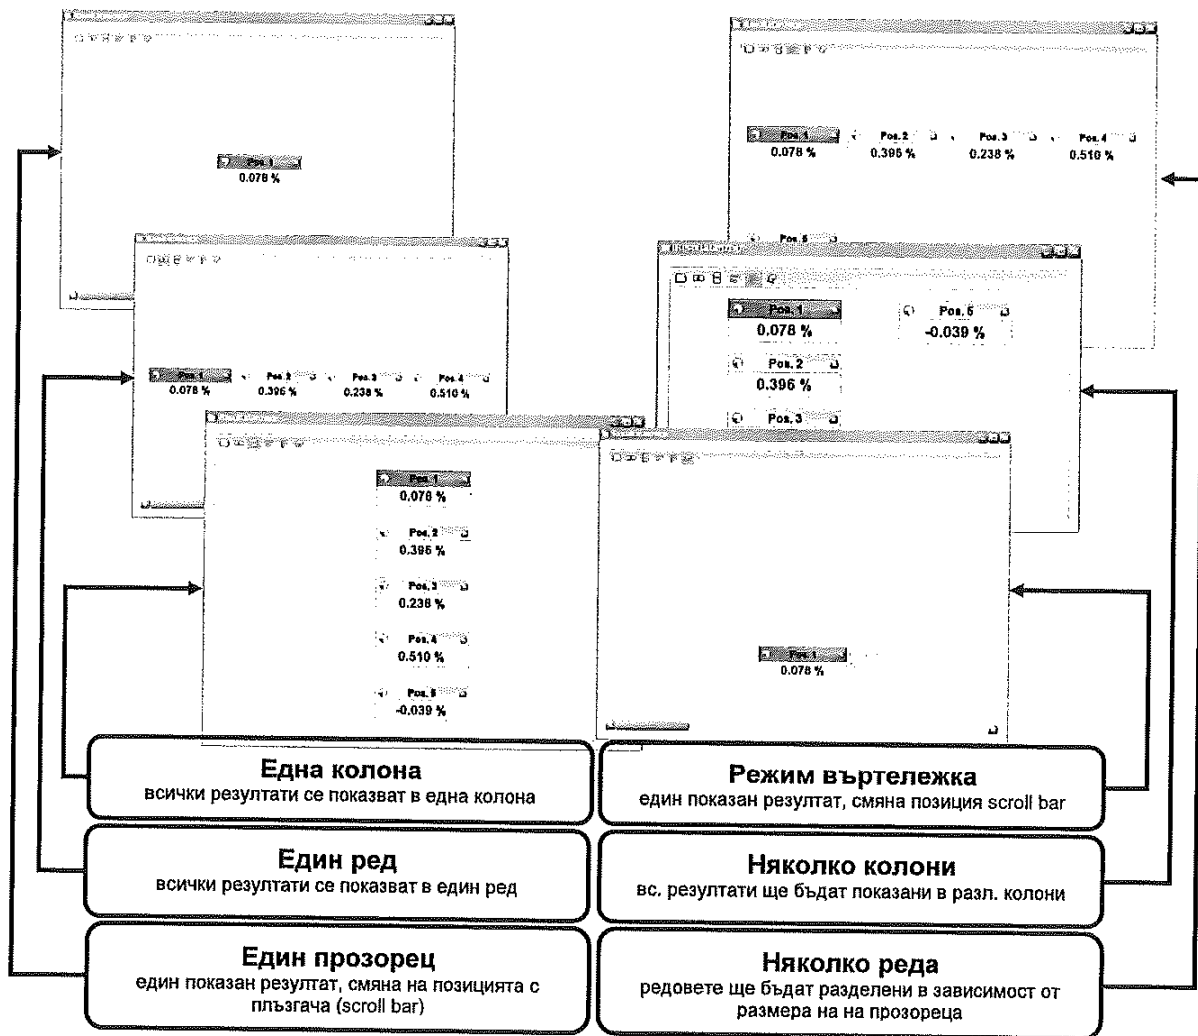 Pos. 1
0.078 %
Pos. 1
0.078 %
Pos. 2
0.396 %
Pos. 3
0.238 %
Pos. 4
0.510 %
Pos. 5
Pos. 1
0.078 %
Pos. 2
0.396 %
Pos. 3
0.238 %
Pos. 4
0.510 %
Pos. 1
0.078 %
Pos. 2
0.396 %
Pos. 3
Pos. 5
-0.039 %
Pos. 1
0.078 %
Pos. 2
0.396 %
Pos. 3
0.238 %
Pos. 4
0.510 %
Pos. 5
-0.039 %
Pos. 1
0.078 %
Една колона
всички резултати се показват в една колона
Режим въртележка
един показан резултат, смяна позиция scroll bar
Един ред
всички резултати се показват в един ред
Няколко колони
вс. резултати ще бъдат показани в разл. колони
Един прозорец
един показан резултат, смяна на позицията с
плъзгача (scroll bar)
Няколко реда
редовете ще бъдат разделени в зависимост от
размера на на прозореца